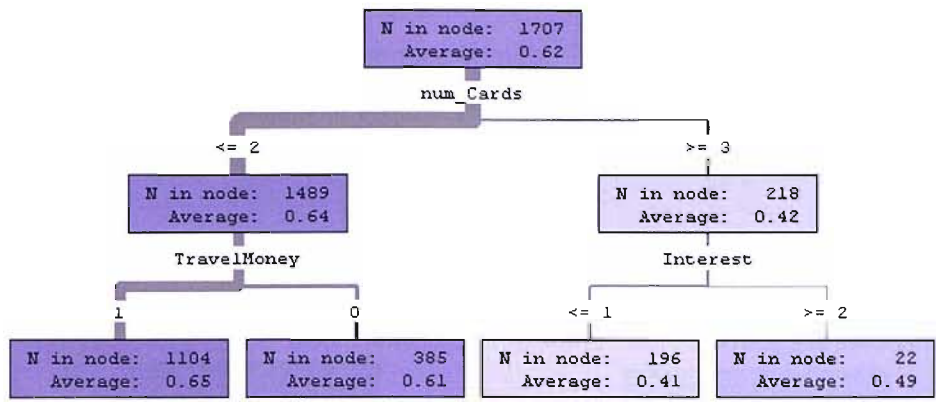 N in node: 1707
Average: 0.62
num_Cards
<= 2
>= 3
N in node: 1489
Average: 0.64
N in node: 218
Average: 0.42
TravelMoney
Interest
1
0
<= 1
>= 2
N in node: 1104
Average: 0.65
N in node: 385
Average: 0.61
N in node: 196
Average: 0.41
N in node: 22
Average: 0.49